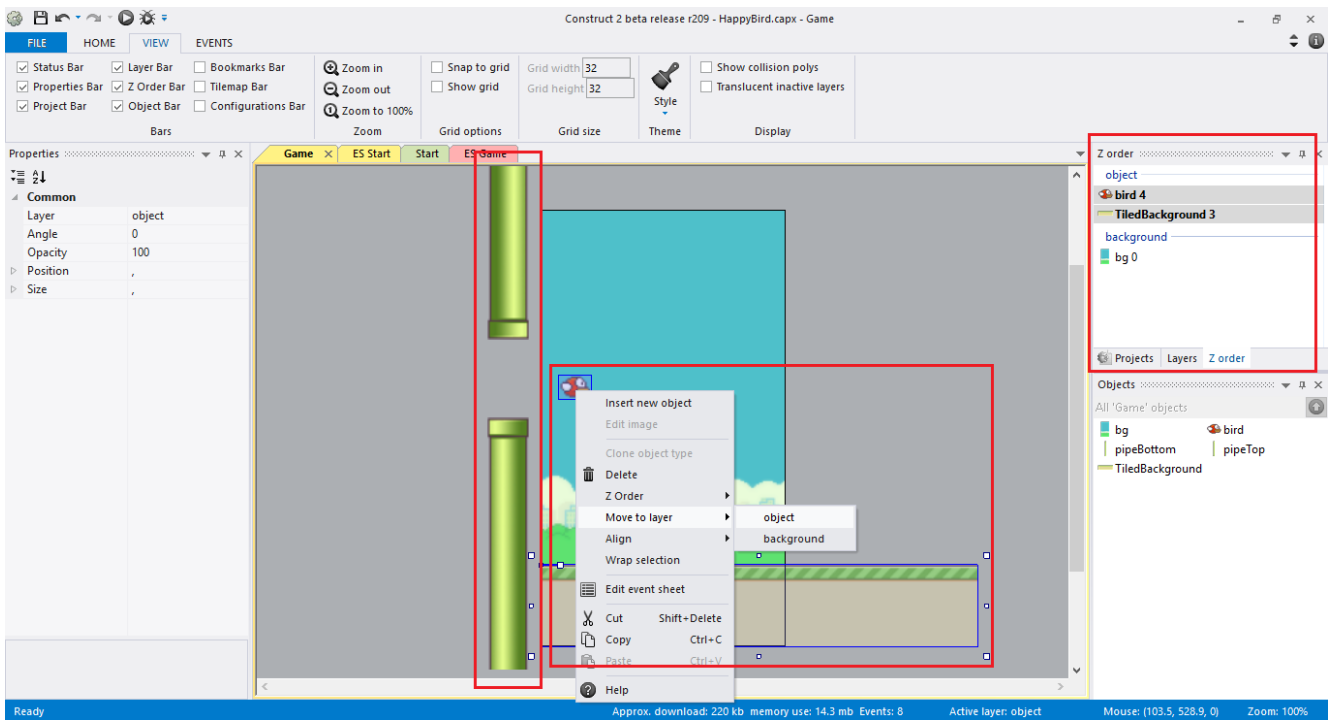 Construct 2 beta release r209 - HappyBird.capx - Game
FILE HOME VIEW EVENTS
Status Bar Layer Bar Bookmarks Bar
Properties Bar Z Order Bar Tilemap Bar
Project Bar Object Bar Configurations Bar
Bars
Zoom in
Zoom out
Zoom to 100%
Zoom
Snap to grid
Show grid
Grid options
Grid width 32
Grid height 32
Grid size
Style
Theme
Show collision polys
Translucent inactive layers
Display
Properties
Common
Layer object
Angle 0
Opacity 100
Position ,
Size ,
Game ES Start Start ES Game
Insert new object
Edit image
Clone object type
Delete
Z Order
Move to layer
Align
Wrap selection
Edit event sheet
Cut Shift+Delete
Copy Ctrl+C
Paste Ctrl+V
Help
object
background
Z order
object
bird 4
TiledBackground 3
background
bg 0
Projects Layers Z order
Objects
All 'Game' objects
bg bird
pipeBottom pipeTop
TiledBackground
Ready Approx. download: 220 kb memory use: 14.3 mb Events: 8 Active layer: object Mouse: (103.5, 528.9, 0) Zoom: 100%